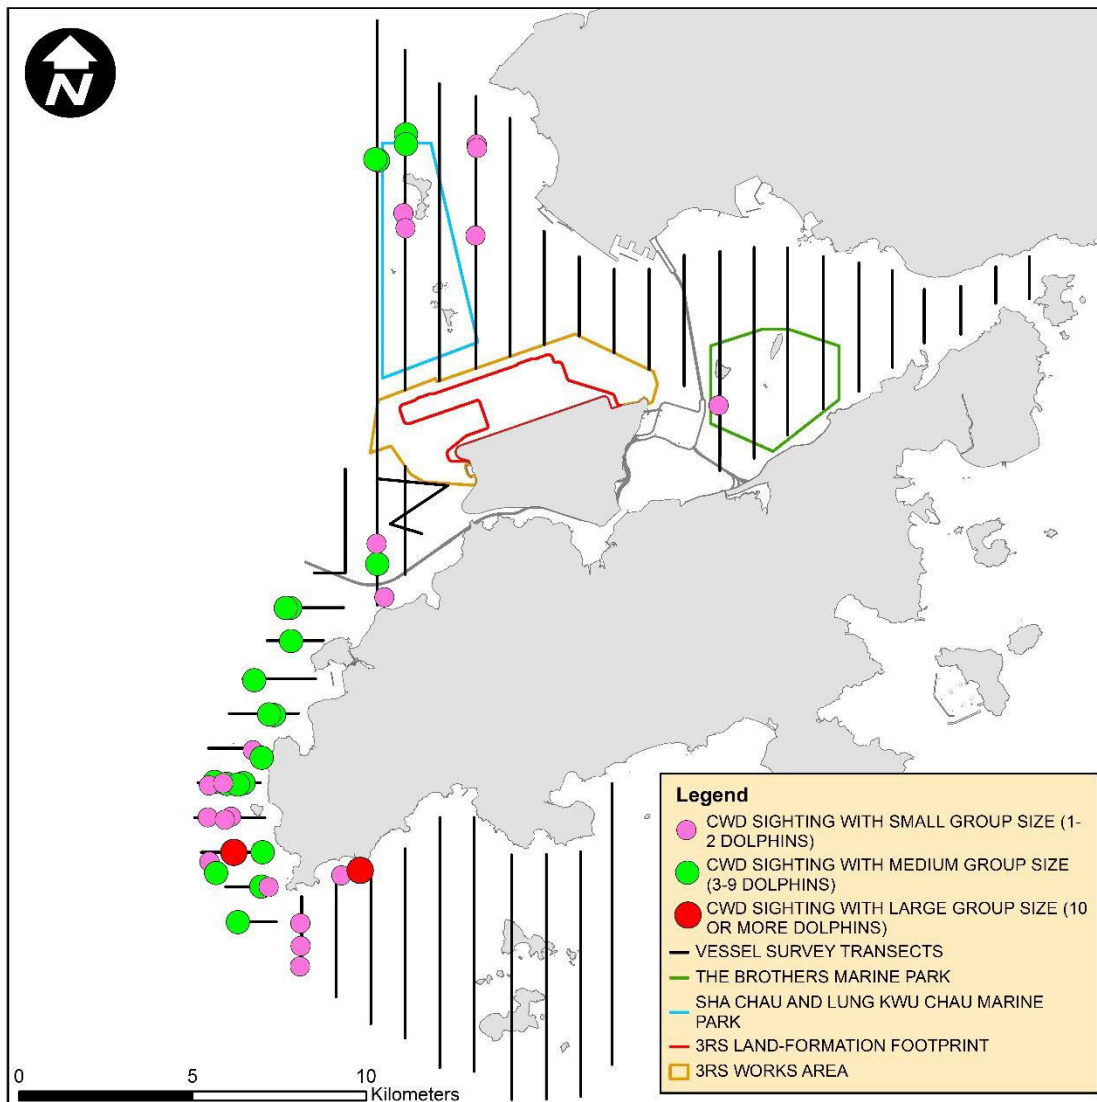 N
Legend
CWD SIGHTING WITH SMALL GROUP SIZE (1-
2 DOLPHINS)
CWD SIGHTING WITH MEDIUM GROUP SIZE
(3-9 DOLPHINS)
CWD SIGHTING WITH LARGE GROUP SIZE (10
OR MORE DOLPHINS)
VESSEL SURVEY TRANSECTS
THE BROTHERS MARINE PARK
SHA CHAU AND LUNG KWU CHAU MARINE
PARK
3RS LAND-FORMATION FOOTPRINT
3RS WORKS AREA
0 5 10
Kilometers